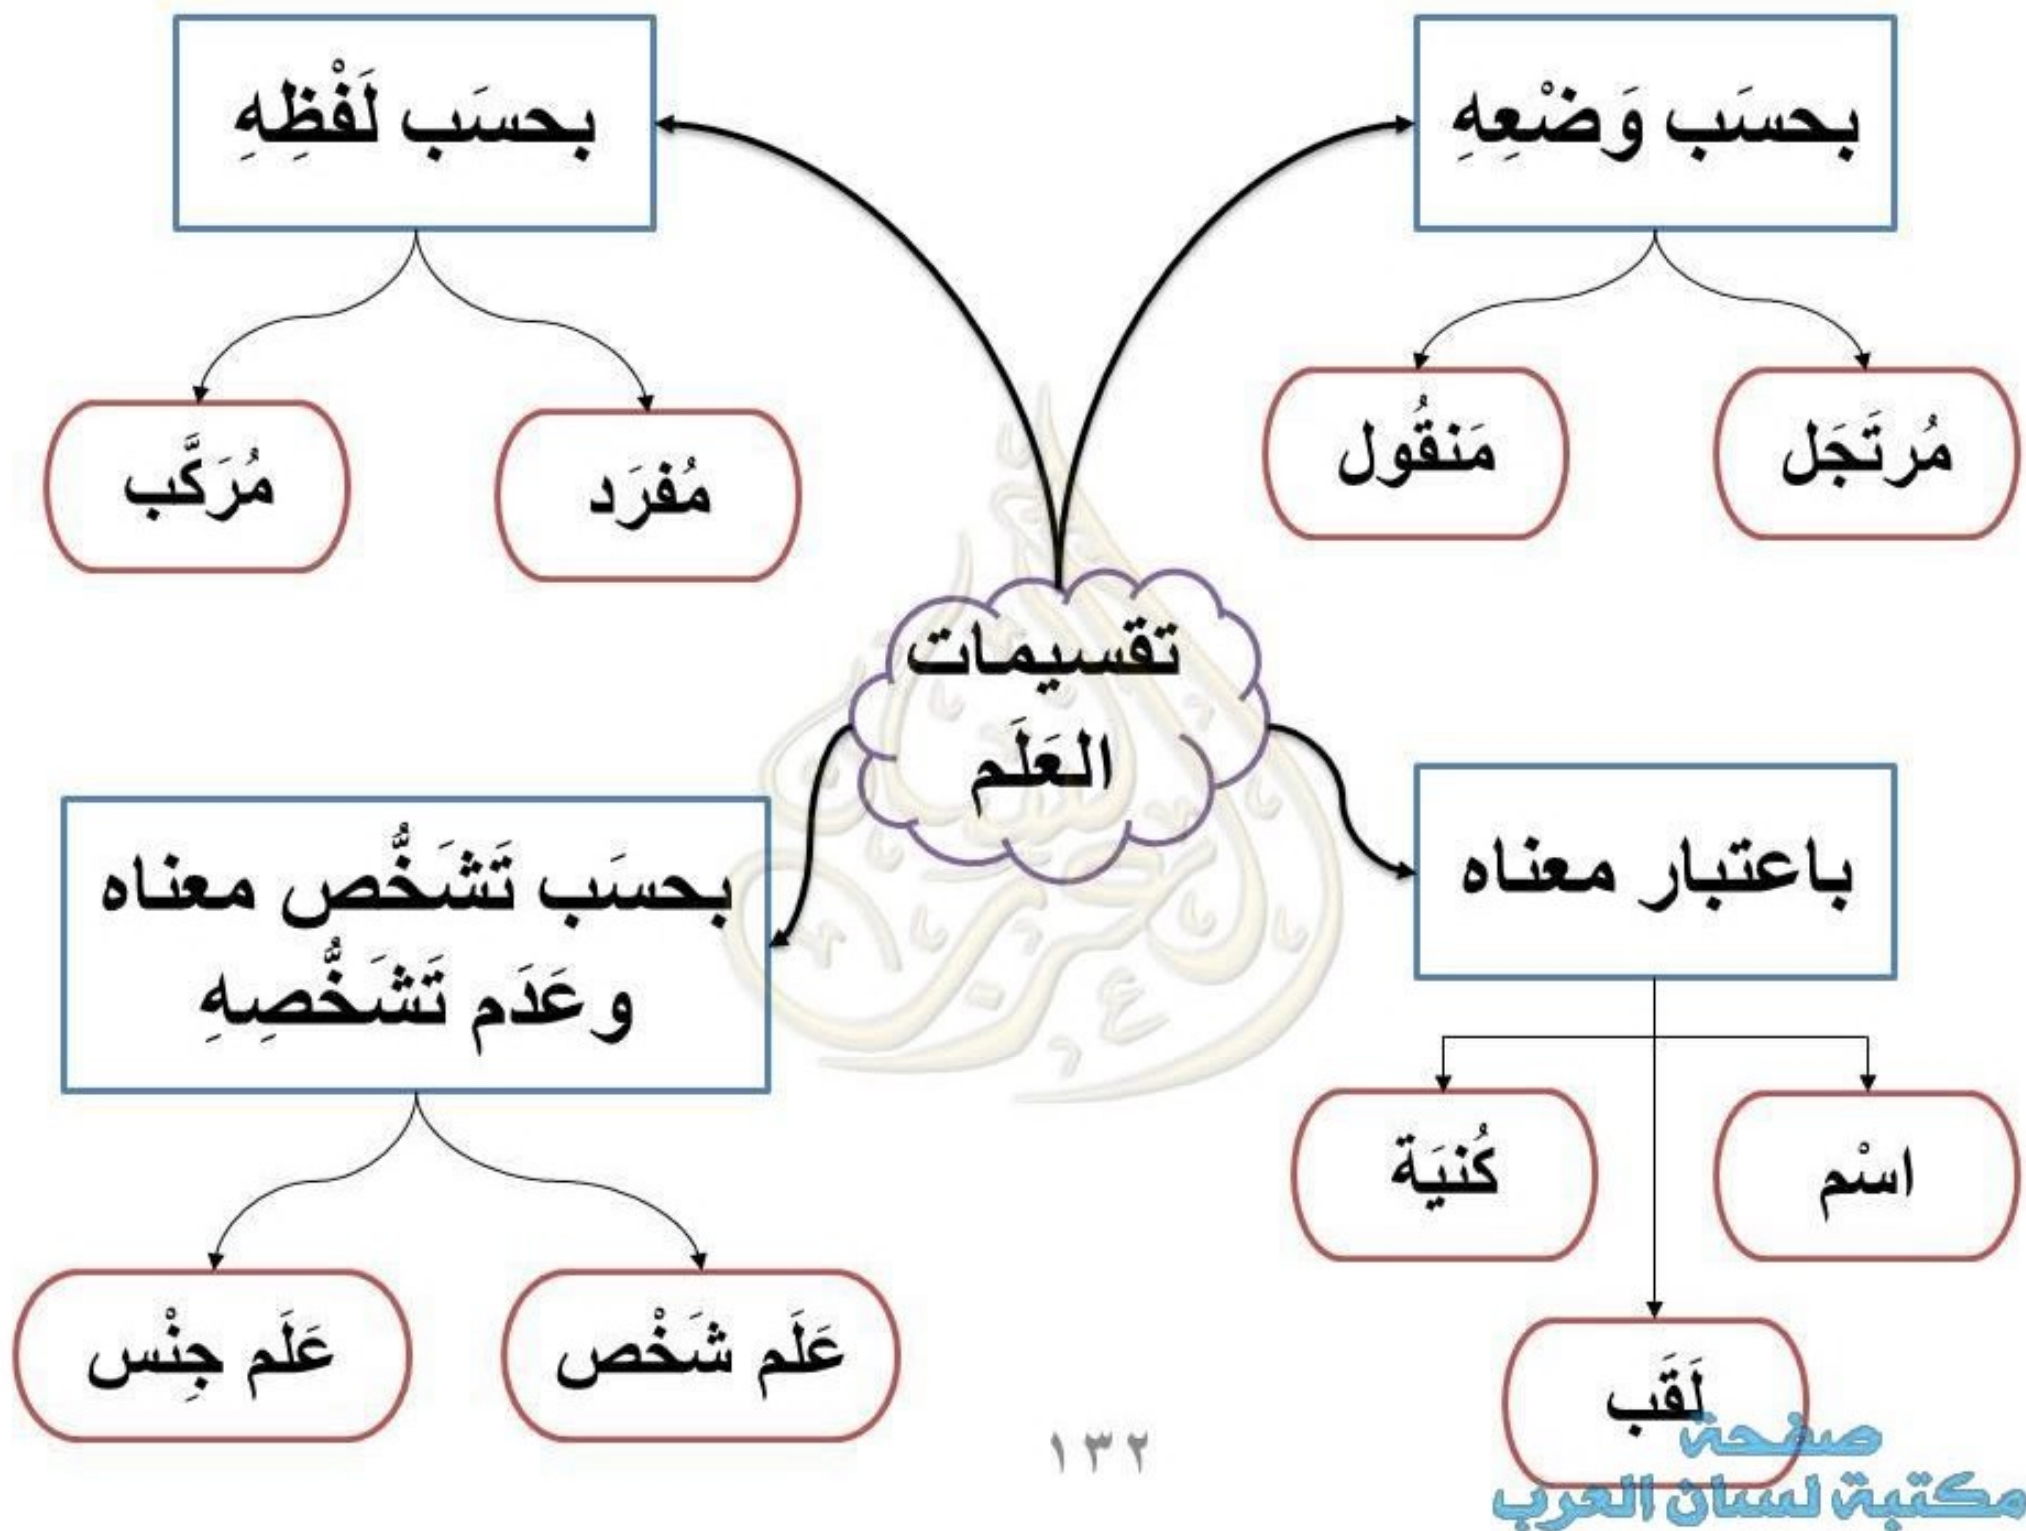 بحسَب وَضْعِهِ
بحسَب لَفْظِهِ
مُرتَجَل
مَنقُول
مُفرَد
مُرَكَّب
تقسيمات
العَلَم
باعتبار معناه
بحسَب تَشَخُّص معناه
وعَدَم تَشَخُّصِهِ
اسْم
كُنيَة
لَقَب
عَلَم شَخْص
عَلَم جِنْس
١٣٢
صفحة
مكتبة لسان العرب